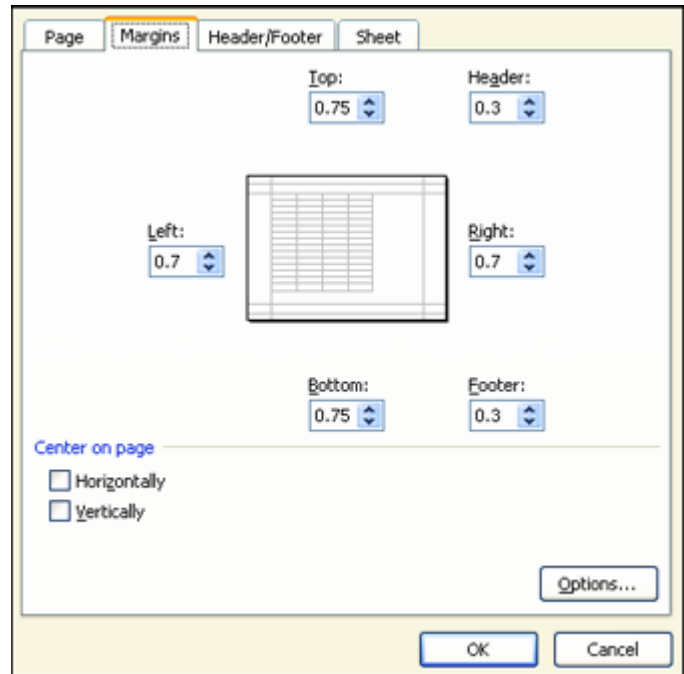 Page Margins Header/Footer Sheet
Top: Header:
0.75 0.3
Left: Right:
0.7 0.7
Bottom: Footer:
0.75 0.3
Center on page
Horizontally
Vertically
Options...
OK Cancel